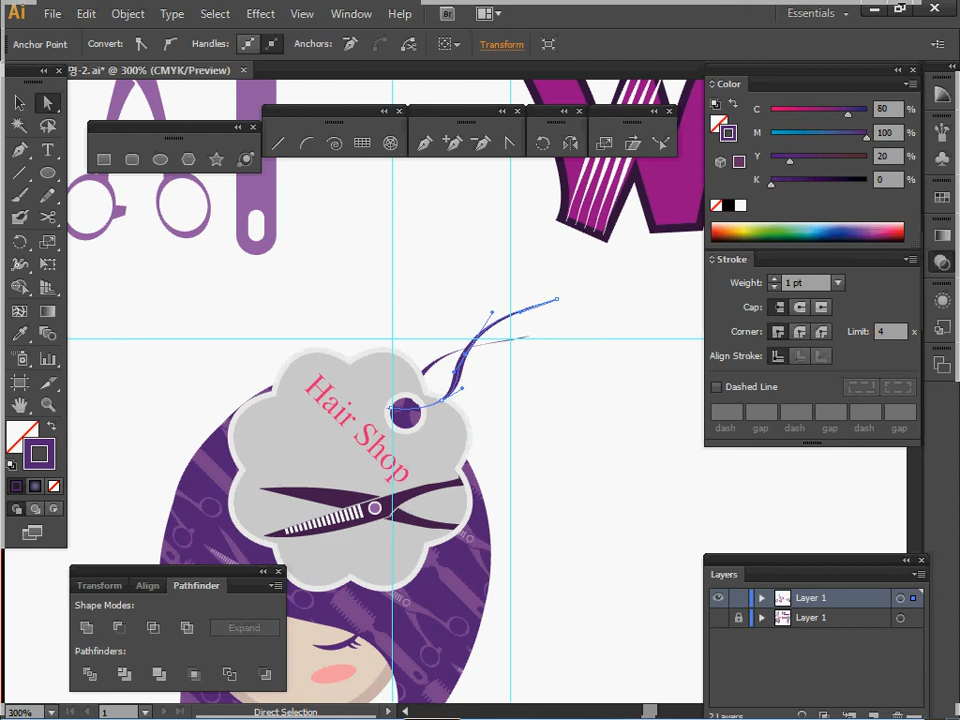 Ai File Edit Object Type Select Effect View Window Help Br Essentials
Anchor Point Convert: Handles: Anchors: Transform
명-2.ai* @ 300% (CMYK/Preview)
Color
C 80 %
M 100 %
Y 20 %
K 0 %
Stroke
Weight: 1 pt
Cap:
Corner: Limit: 4 x
Align Stroke:
Dashed Line
dash gap dash gap dash gap
Hair Shop
Transform Align Pathfinder
Shape Modes:
Expand
Pathfinders:
Layers
Layer 1
Layer 1
2 Layers
300% 1 Direct Selection